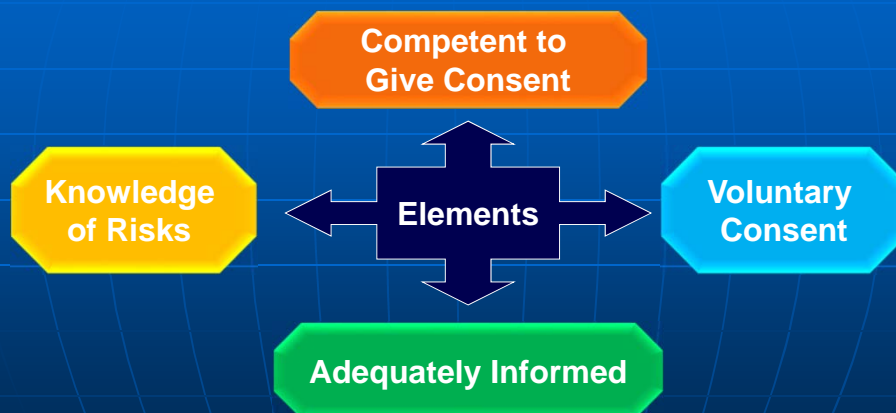 Competent to
Give Consent
Knowledge
of Risks
Elements
Voluntary
Consent
Adequately Informed